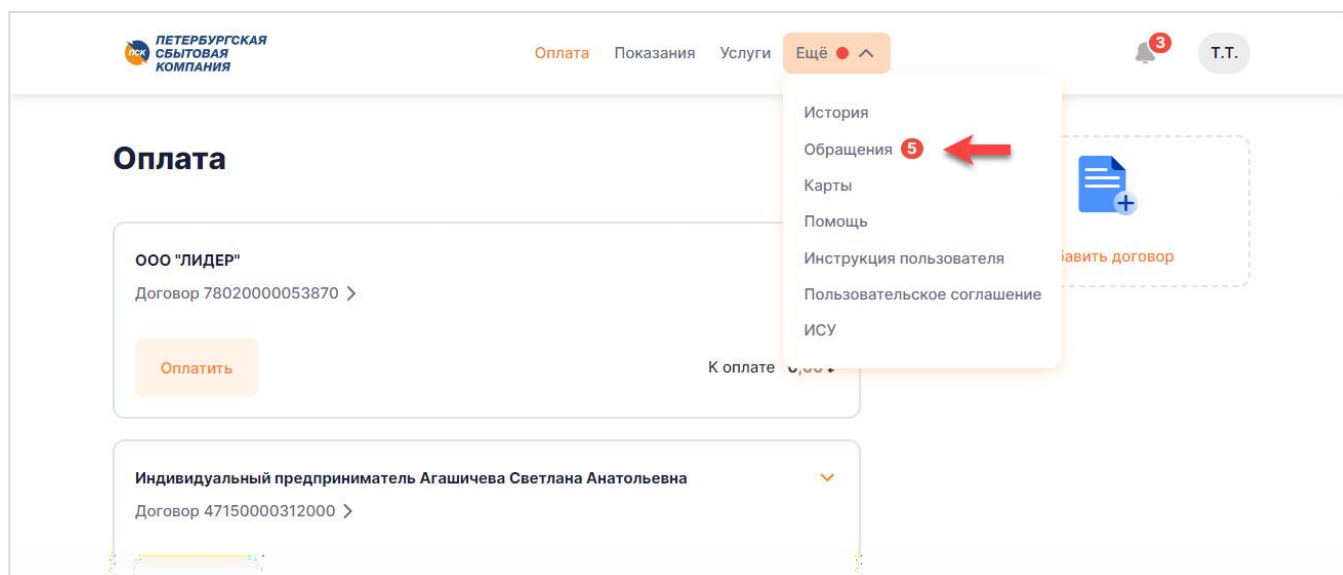 ПЕТЕРБУРГСКАЯ
СБЫТОВАЯ
КОМПАНИЯ
пск
Оплата Показания Услуги Ещё
3
Т.Т.
История
Обращения 5
Карты
Помощь
Инструкция пользователя
Пользовательское соглашение
ИСУ
Оплата
ООО "ЛИДЕР"
Договор 78020000053870 >
Оплатить
К оплате
договор
Индивидуальный предприниматель Агашичева Светлана Анатольевна
Договор 47150000312000 >